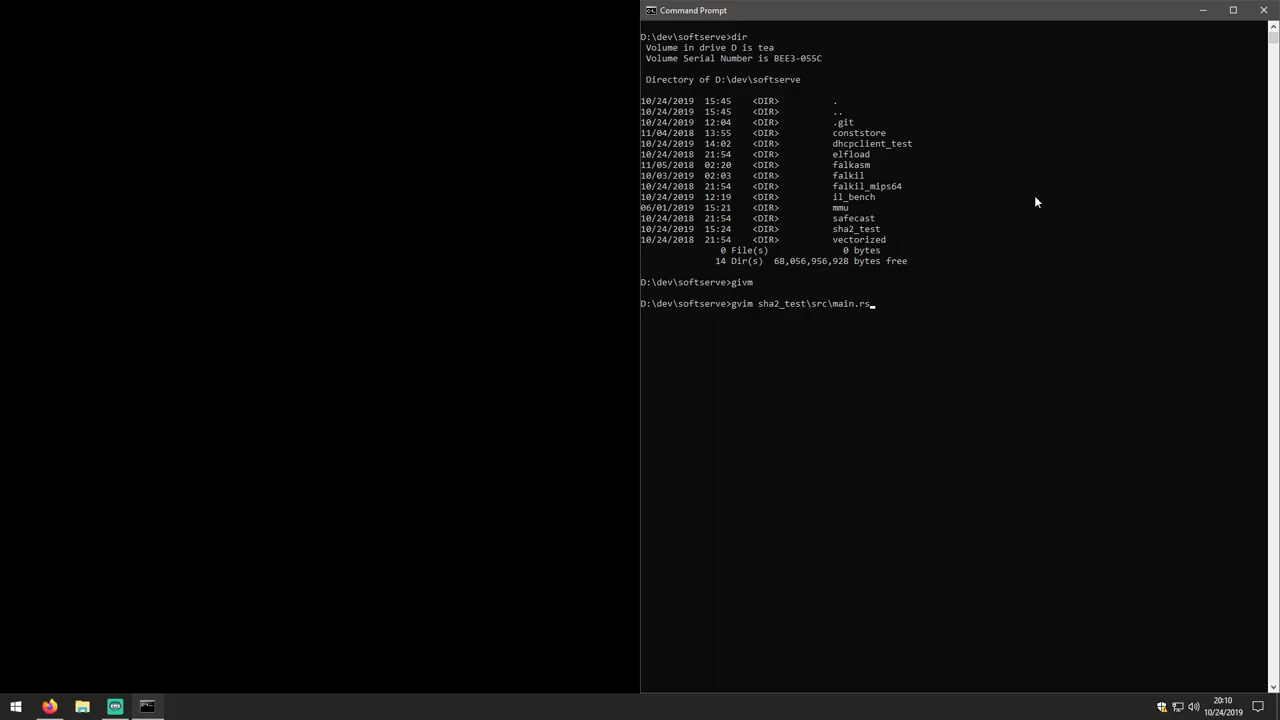 Command Prompt
D:\dev\softserve>dir
Volume in drive D is tea
Volume Serial Number is BEE3-055C
Directory of D:\dev\softserve
10/24/2019 15:45 <DIR> .
10/24/2019 15:45 <DIR> ..
10/24/2019 12:04 <DIR> .git
11/04/2018 13:55 <DIR> conststore
10/24/2019 14:02 <DIR> dhcpclient_test
10/24/2018 21:54 <DIR> elfload
11/05/2018 02:20 <DIR> falkasm
10/03/2019 02:03 <DIR> falkil
10/24/2018 21:54 <DIR> falkil_mips64
10/24/2019 12:19 <DIR> il_bench
06/01/2019 15:21 <DIR> mmu
10/24/2018 21:54 <DIR> safecast
10/24/2019 15:24 <DIR> sha2_test
10/24/2018 21:54 <DIR> vectorized
0 File(s) 0 bytes
14 Dir(s) 68,056,956,928 bytes free
D:\dev\softserve>givm
D:\dev\softserve>gvim sha2_test\src\main.rs
20:10
10/24/2019